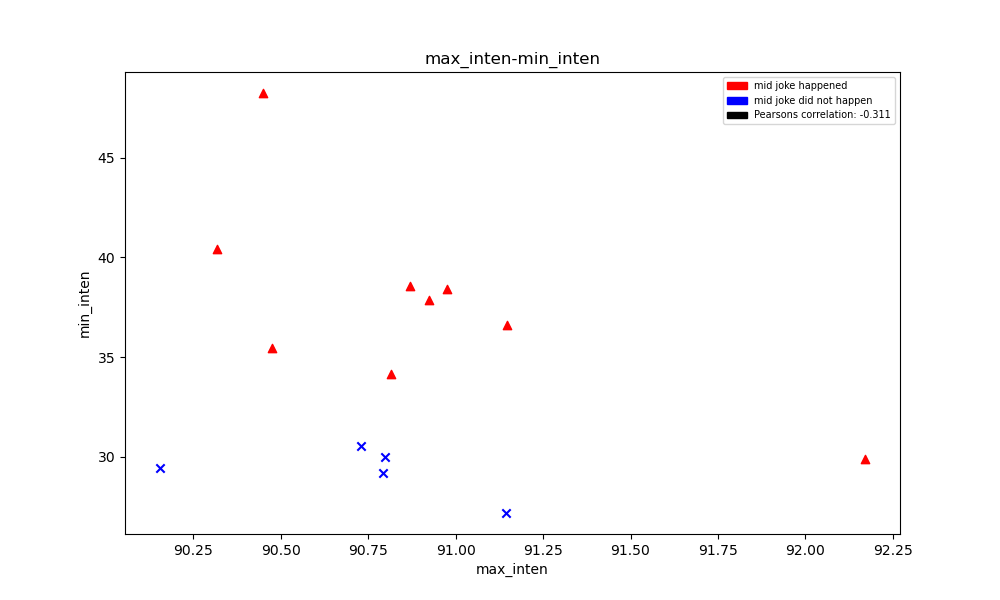 max_inten-min_inten
mid joke happened
mid joke did not happen
Pearsons correlation: -0.311
45
40
35
30
min_inten
90.25 90.50 90.75 91.00 91.25 91.50 91.75 92.00 92.25
max_inten